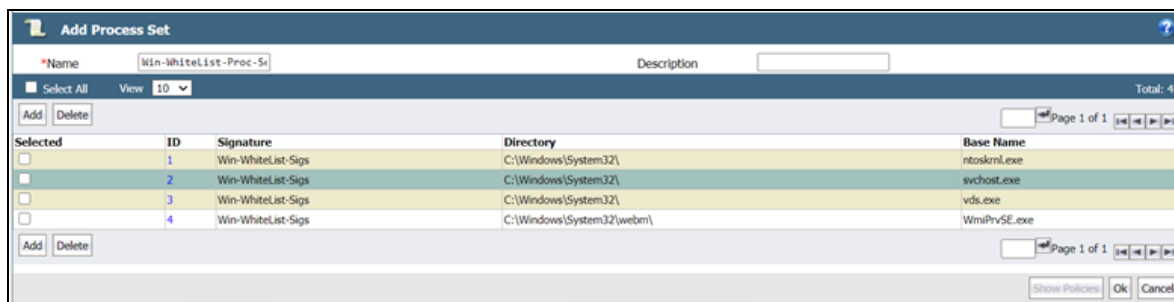 Add Process Set ?
*Name Win-WhiteList-Proc-Se Description
Select All View 10 Total: 4
Add Delete Page 1 of 1
Selected ID Signature Directory Base Name
1 Win-WhiteList-Sigs C:\Windows\System32\ ntoskrnl.exe
2 Win-WhiteList-Sigs C:\Windows\System32\ svchost.exe
3 Win-WhiteList-Sigs C:\Windows\System32\ vds.exe
4 Win-WhiteList-Sigs C:\Windows\System32\webm\ WmiPrvSE.exe
Add Delete Page 1 of 1
Show Policies Ok Cancel